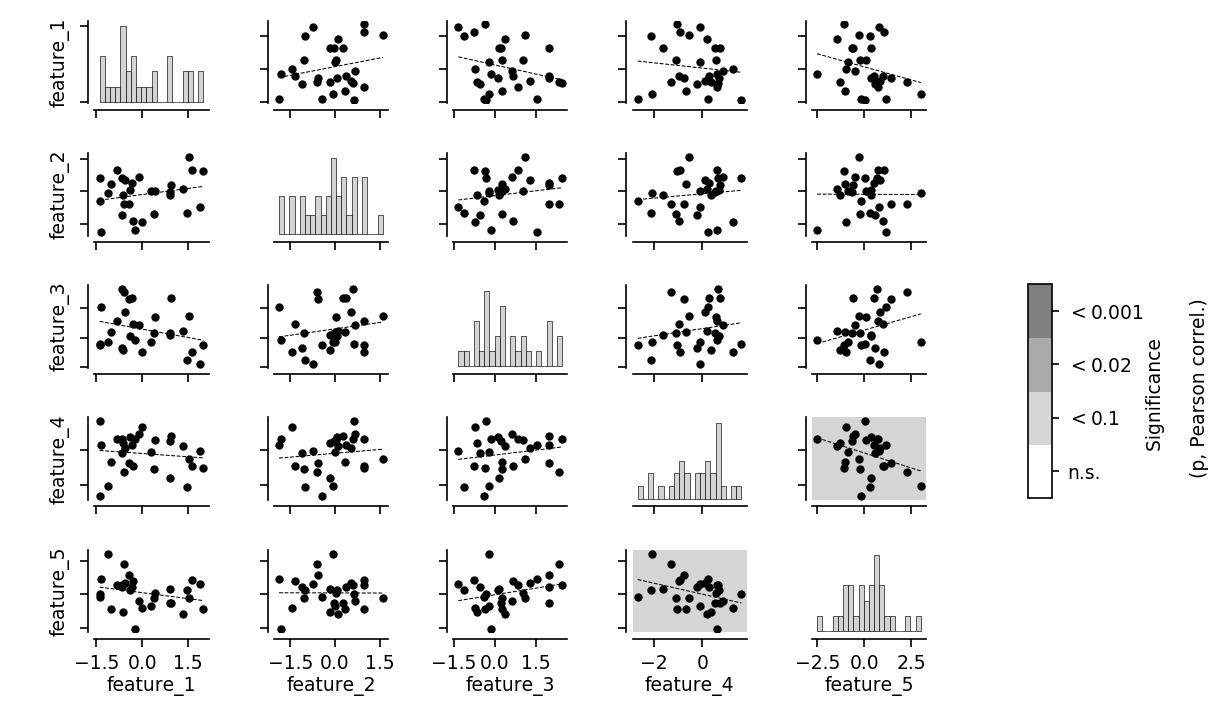 feature_1
feature_2
feature_3
feature_4
feature_5
−1.5 0.0 1.5
feature_1
−1.5 0.0 1.5
feature_2
−1.5 0.0 1.5
feature_3
−2 0
feature_4
−2.5 0.0 2.5
feature_5
< 0.001
< 0.02
< 0.1
n.s.
Significance
(p, Pearson correl.)